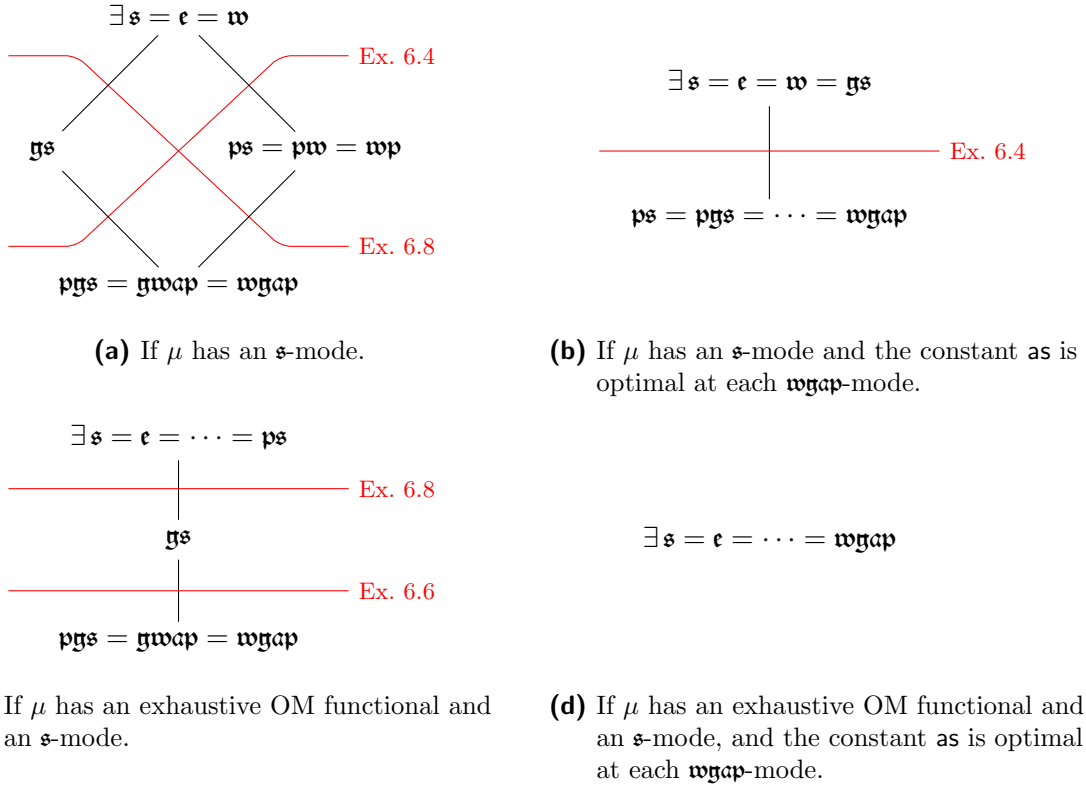 ∃ 𝔰 = 𝔢 = 𝔴
Ex. 6.4
𝔤𝔰
𝔭𝔰 = 𝔭𝔴 = 𝔴𝔭
Ex. 6.8
𝔭𝔤𝔰 = 𝔤𝔴𝔞𝔭 = 𝔴𝔤𝔞𝔭
(a) If μ has an 𝔰-mode.
∃ 𝔰 = 𝔢 = 𝔴 = 𝔤𝔰
Ex. 6.4
𝔭𝔰 = 𝔭𝔤𝔰 = ⋯ = 𝔴𝔤𝔞𝔭
(b) If μ has an 𝔰-mode and the constant as is
optimal at each 𝔴𝔤𝔞𝔭-mode.
∃ 𝔰 = 𝔢 = ⋯ = 𝔭𝔰
Ex. 6.8
𝔤𝔰
Ex. 6.6
𝔭𝔤𝔰 = 𝔤𝔴𝔞𝔭 = 𝔴𝔤𝔞𝔭
If μ has an exhaustive OM functional and
an 𝔰-mode.
∃ 𝔰 = 𝔢 = ⋯ = 𝔴𝔤𝔞𝔭
(d) If μ has an exhaustive OM functional and
an 𝔰-mode, and the constant as is optimal
at each 𝔴𝔤𝔞𝔭-mode.